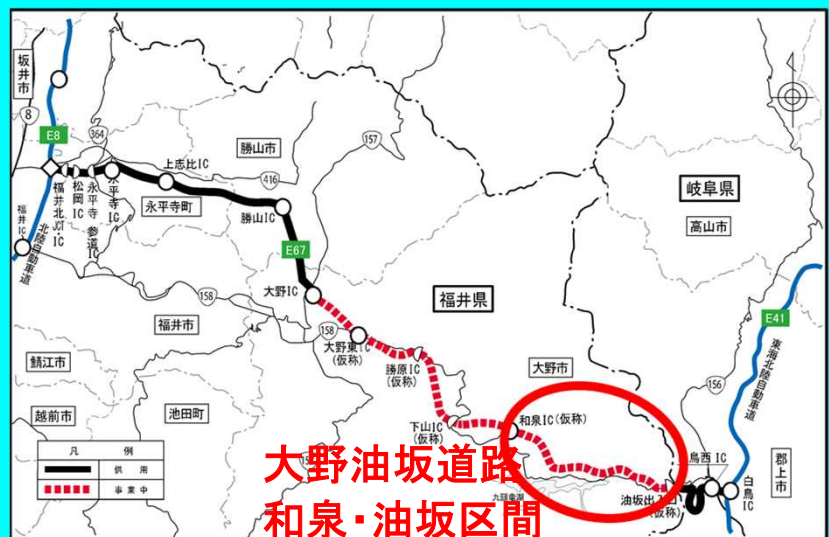 坂井市
8
E8
364
157
勝山市
上志比IC
416
岐阜県
高山市
福井北JCT・IC
松岡IC
永平寺 参道IC
永平寺IC
永平寺町
勝山IC
福井IC
北陸自動車道
E67
大野IC
福井県
158
福井市
158
大野東IC
(仮称)
E41
東海北陸自動車道
鯖江市
勝原IC
(仮称)
大野市
156
越前市
池田町
下山IC
(仮称)
和泉IC(仮称)
凡 例
供 用
事 業 中
九頭竜湖
油坂出
(仮称)
鳥西 IC
白鳥IC
郡上市
大野油坂道路
和泉・油坂区間